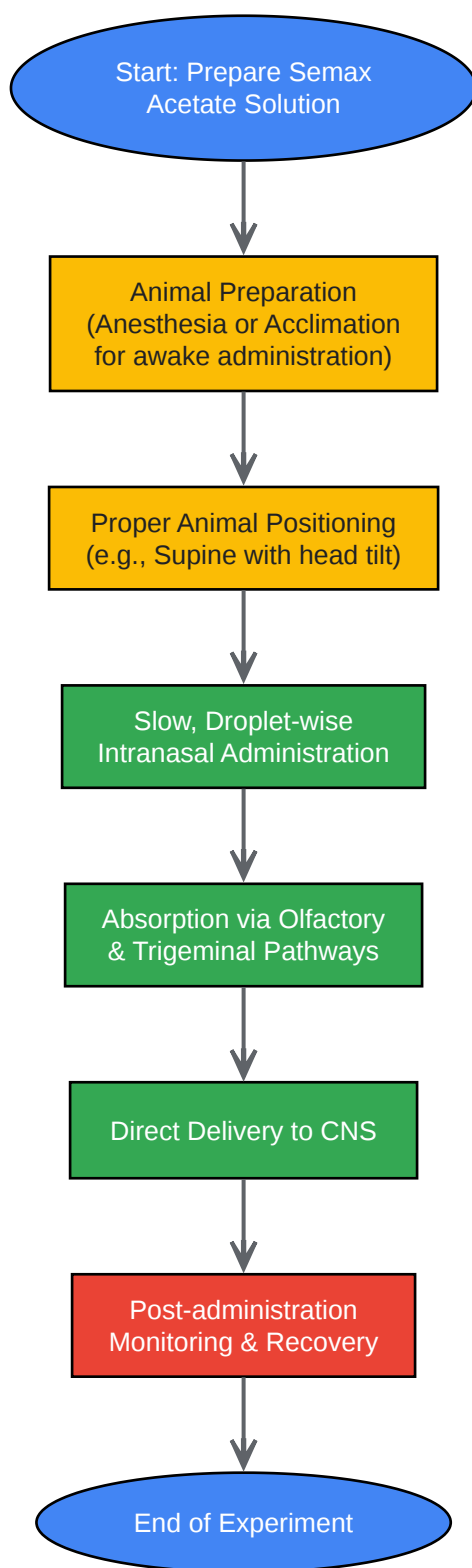 Start: Prepare Semax
Acetate Solution
Animal Preparation
(Anesthesia or Acclimation
for awake administration)
Proper Animal Positioning
(e.g., Supine with head tilt)
Slow, Droplet-wise
Intranasal Administration
Absorption via Olfactory
& Trigeminal Pathways
Direct Delivery to CNS
Post-administration
Monitoring & Recovery
End of Experiment